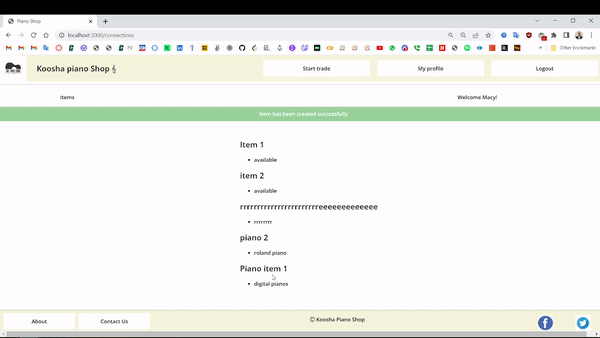 Piano Shop
localhost:3000/connections
Other bookmarks
Koosha piano Shop 𝄞
Start trade
My profile
Logout
items
Welcome Macy!
Item has been created successfully
Item 1
available
item 2
available
rrrrrrrrrrrrrrrrrrrrrrreeeeeeeeeeeee
rrrrrrrr
piano 2
roland piano
Piano item 1
digital pianos
About
Contact Us
© Koosha Piano Shop